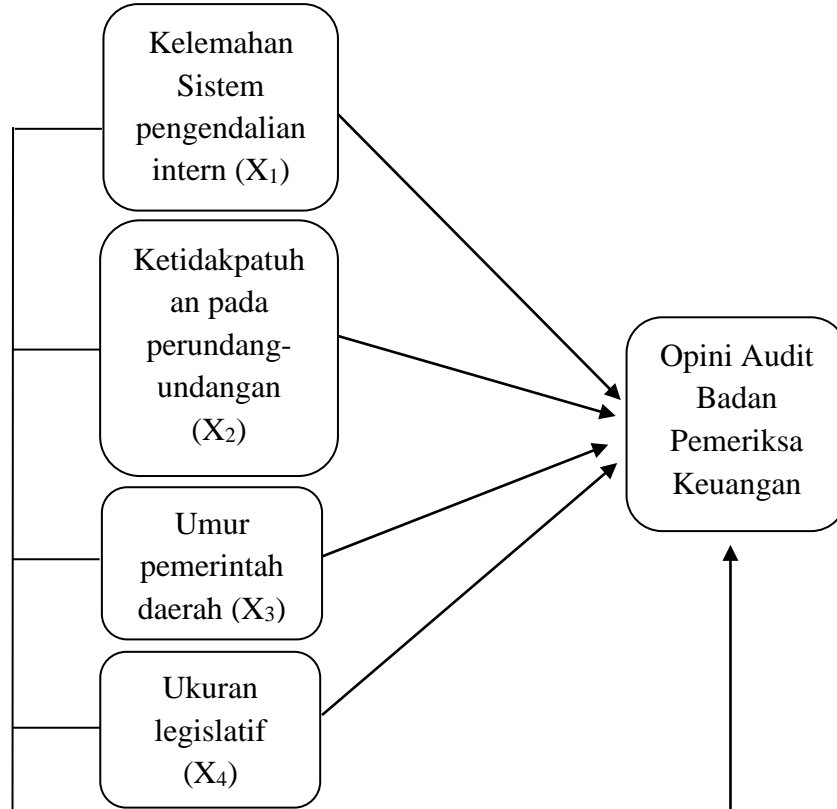 Kelemahan
Sistem
pengendalian
intern (X₁)
Ketidakpatuh
an pada
perundang-
undangan
(X₂)
Umur
pemerintah
daerah (X₃)
Ukuran
legislatif
(X₄)
Opini Audit
Badan
Pemeriksa
Keuangan